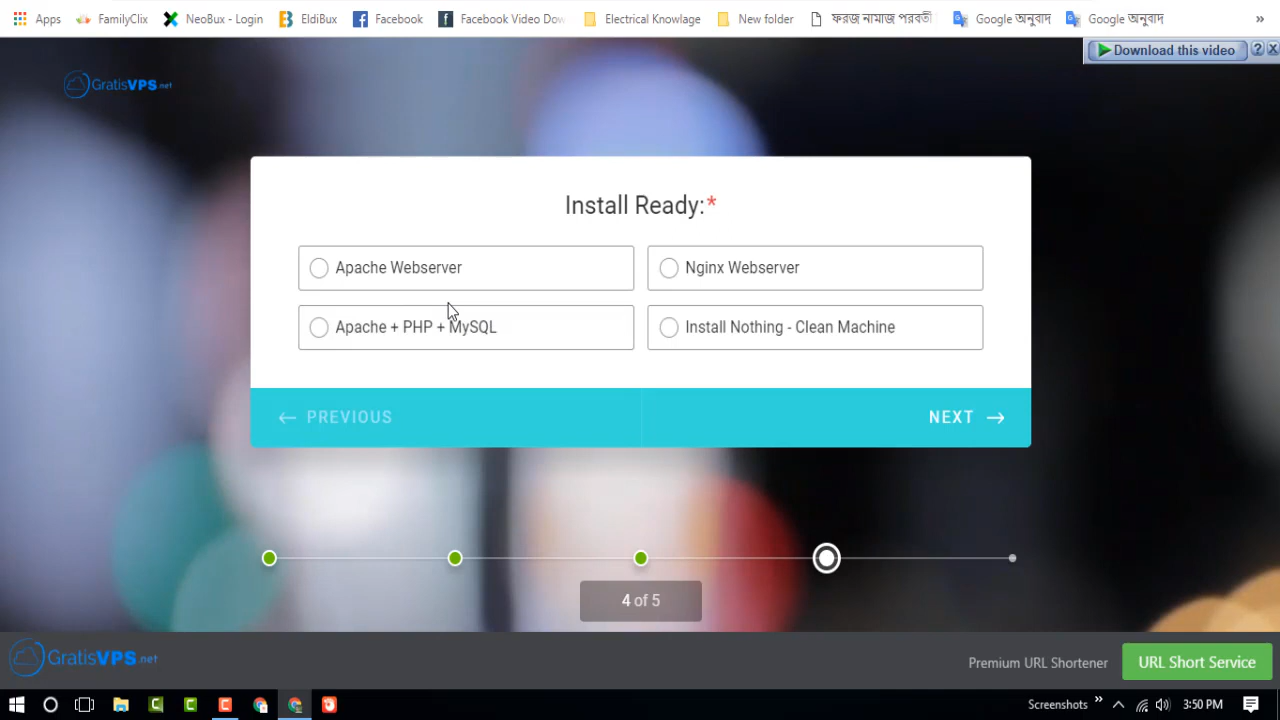 Apps FamilyClix NeoBux - Login EldiBux Facebook Facebook Video Dow Electrical Knowlage New folder ফরজ নামাজ পরবর্তী Google অনুবাদ Google অনুবাদ »
Download this video ? X
GratisVPS.net
Install Ready:*
Apache Webserver
Nginx Webserver
Apache + PHP + MySQL
Install Nothing - Clean Machine
← PREVIOUS
NEXT →
4 of 5
GratisVPS.net
Premium URL Shortener
URL Short Service
Screenshots » 3:50 PM